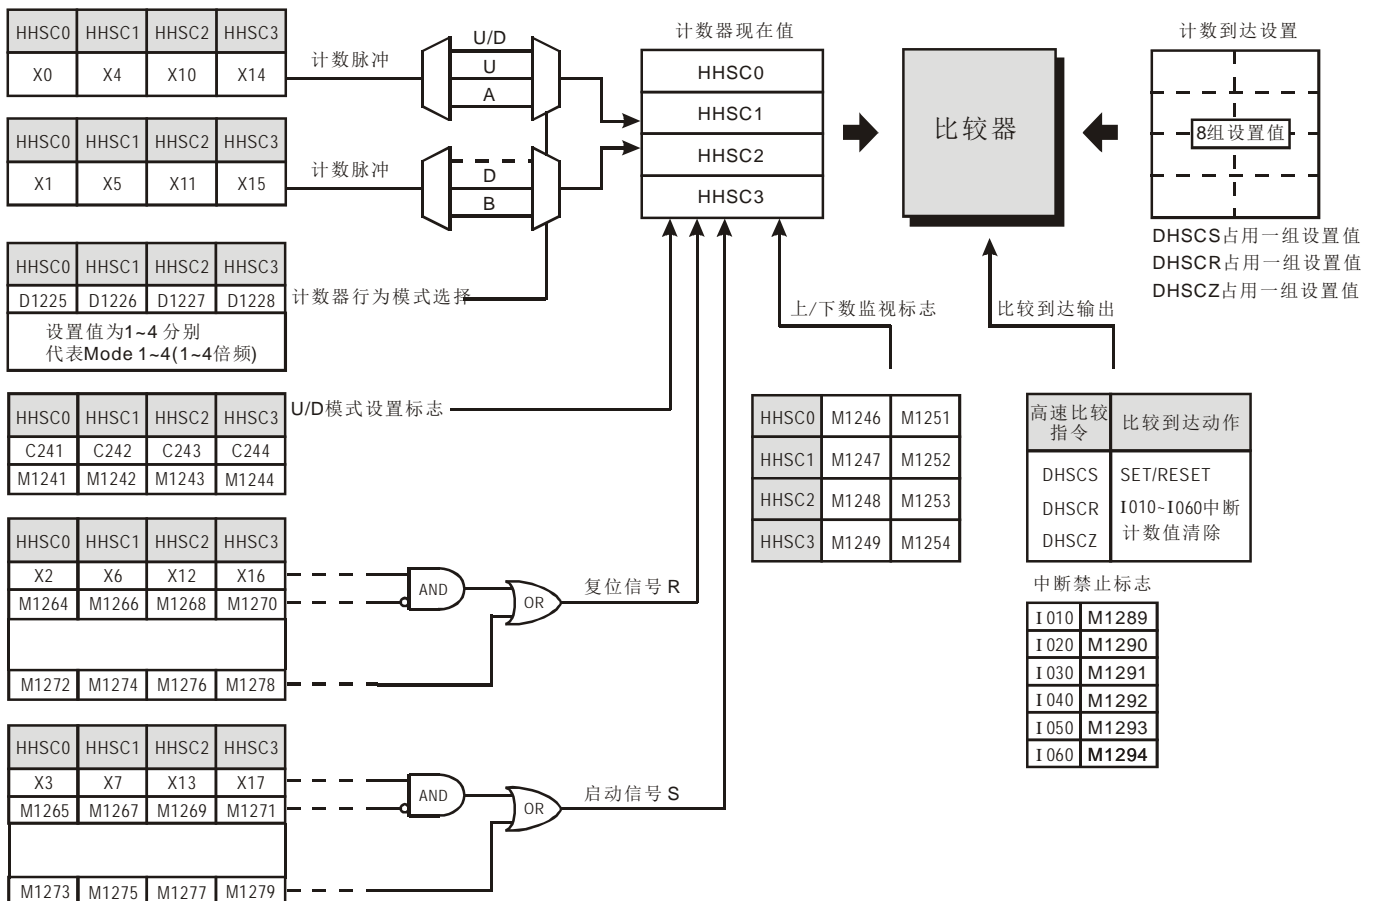 HHSC0 HHSC1 HHSC2 HHSC3
X0 X4 X10 X14
计数脉冲
U/D
U
A
HHSC0 HHSC1 HHSC2 HHSC3
X1 X5 X11 X15
计数脉冲
D
B
HHSC0 HHSC1 HHSC2 HHSC3
D1225 D1226 D1227 D1228
设置值为1~4 分别
代表Mode 1~4(1~4倍频)
计数器行为模式选择
HHSC0 HHSC1 HHSC2 HHSC3
C241 C242 C243 C244
M1241 M1242 M1243 M1244
U/D模式设置标志
HHSC0 HHSC1 HHSC2 HHSC3
X2 X6 X12 X16
M1264 M1266 M1268 M1270
M1272 M1274 M1276 M1278
AND
OR
复位信号 R
HHSC0 HHSC1 HHSC2 HHSC3
X3 X7 X13 X17
M1265 M1267 M1269 M1271
M1273 M1275 M1277 M1279
AND
OR
启动信号 S
计数器现在值
HHSC0
HHSC1
HHSC2
HHSC3
比较器
计数到达设置
8组设置值
DHSCS占用一组设置值
DHSCR占用一组设置值
DHSCZ占用一组设置值
上/下数监视标志
比较到达输出
HHSC0 M1246 M1251
HHSC1 M1247 M1252
HHSC2 M1248 M1253
HHSC3 M1249 M1254
高速比较
指令
比较到达动作
DHSCS SET/RESET
DHSCR I010~I060中断
DHSCZ 计数值清除
中断禁止标志
I010 M1289
I020 M1290
I030 M1291
I040 M1292
I050 M1293
I060 M1294